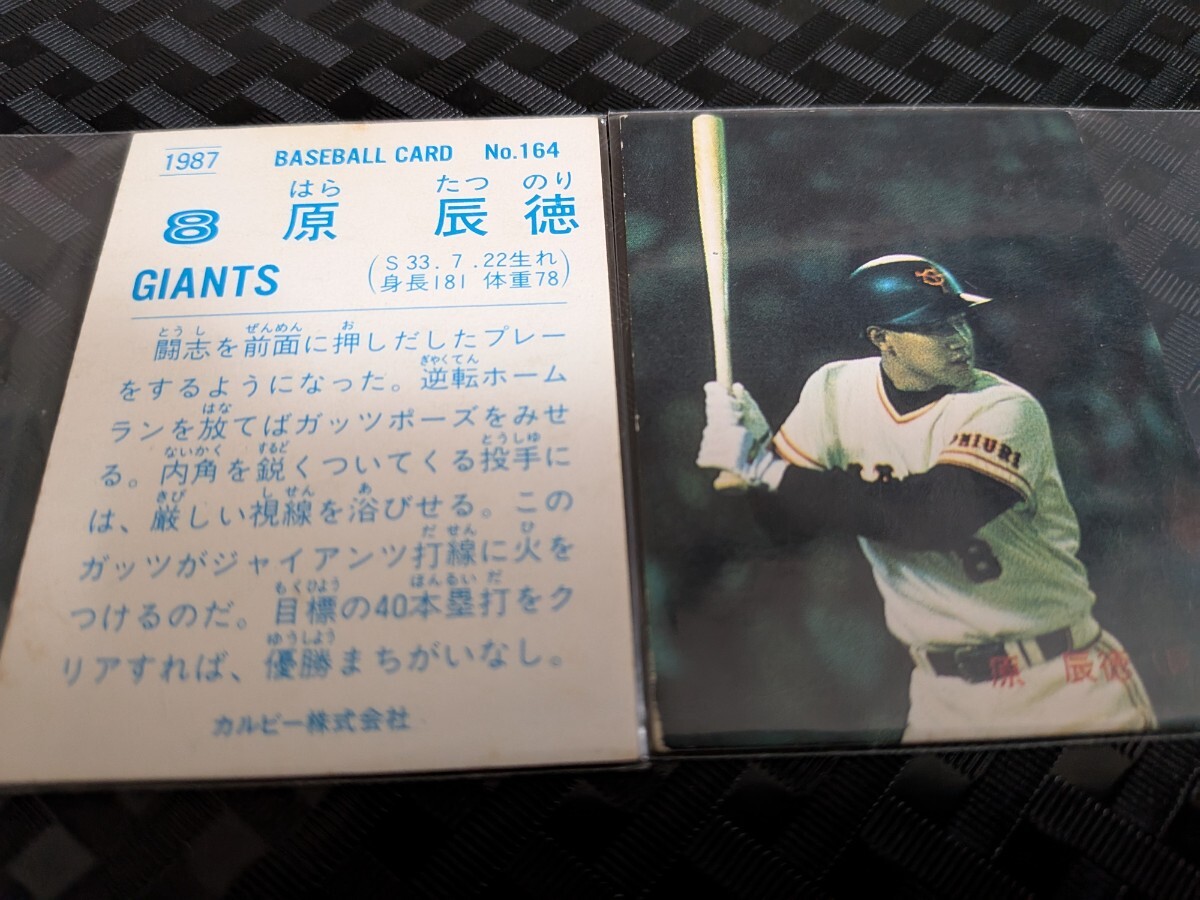 1987 BASEBALL CARD No.164
はら たつ のり
8 原 辰徳
GIANTS
(S33.7.22生れ
身長181 体重78)
とうし ぜんめん お
闘志を前面に押しだしたプレー
ぎゃくてん
をするようになった。逆転ホーム
はな
ランを放てばガッツポーズをみせ
ないかく するど とうしゆ
る。内角を鋭くついてくる投手に
きび しせん あ
は、厳しい視線を浴びせる。この
だせん ひ
ガッツがジャイアンツ打線に火を
もくひよう ほんるいだ
つけるのだ。目標の40本塁打をク
ゆうしよう
リアすれば、優勝まちがいなし。
カルビー株式会社
OMIURI
8
原 辰徳